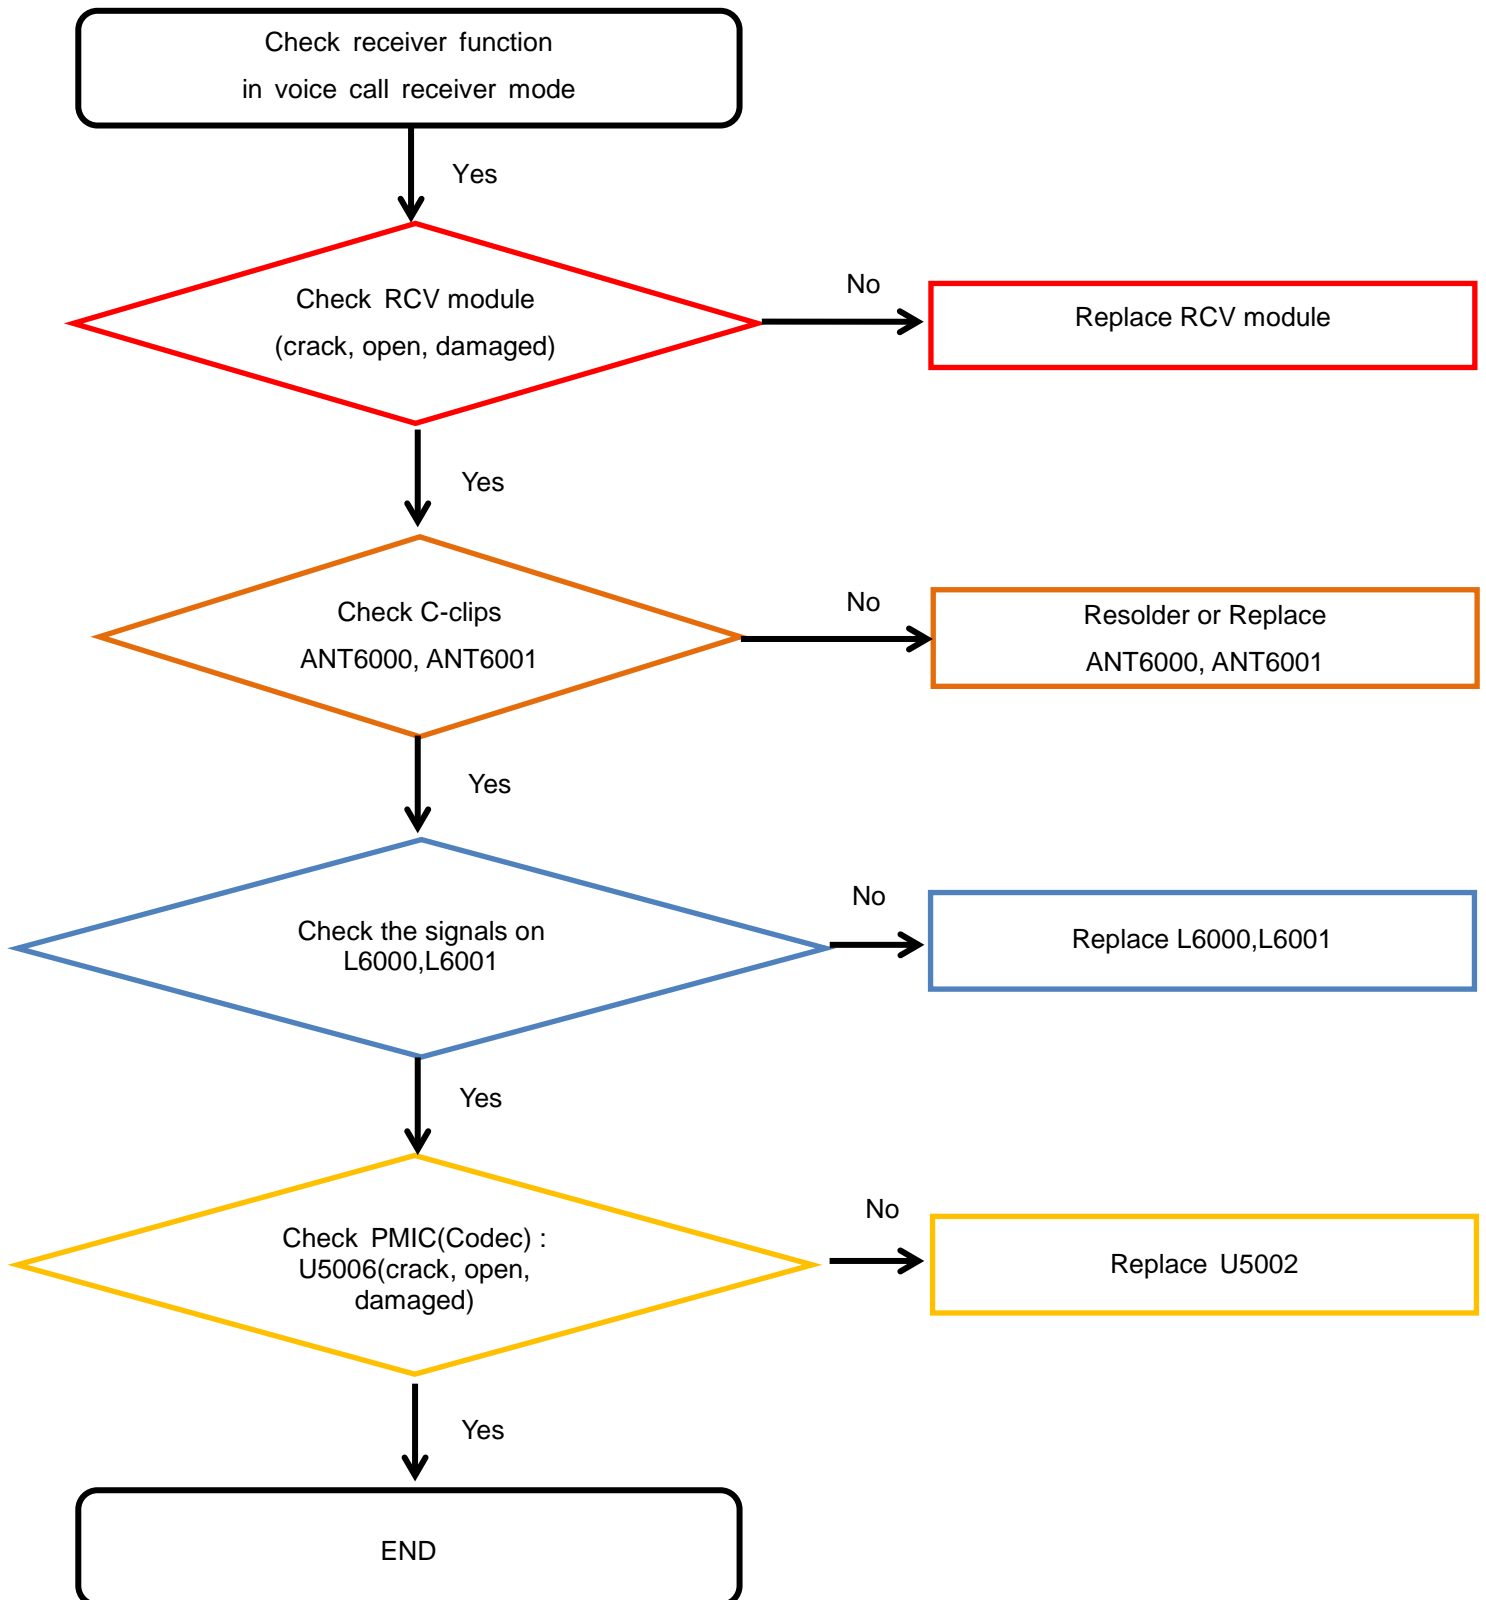 Check receiver function
in voice call receiver mode
Yes
Check RCV module
(crack, open, damaged)
No
Replace RCV module
Yes
Check C-clips
ANT6000, ANT6001
No
Resolder or Replace
ANT6000, ANT6001
Yes
Check the signals on
L6000,L6001
No
Replace L6000,L6001
Yes
Check PMIC(Codec) :
U5006(crack, open,
damaged)
No
Replace U5002
Yes
END